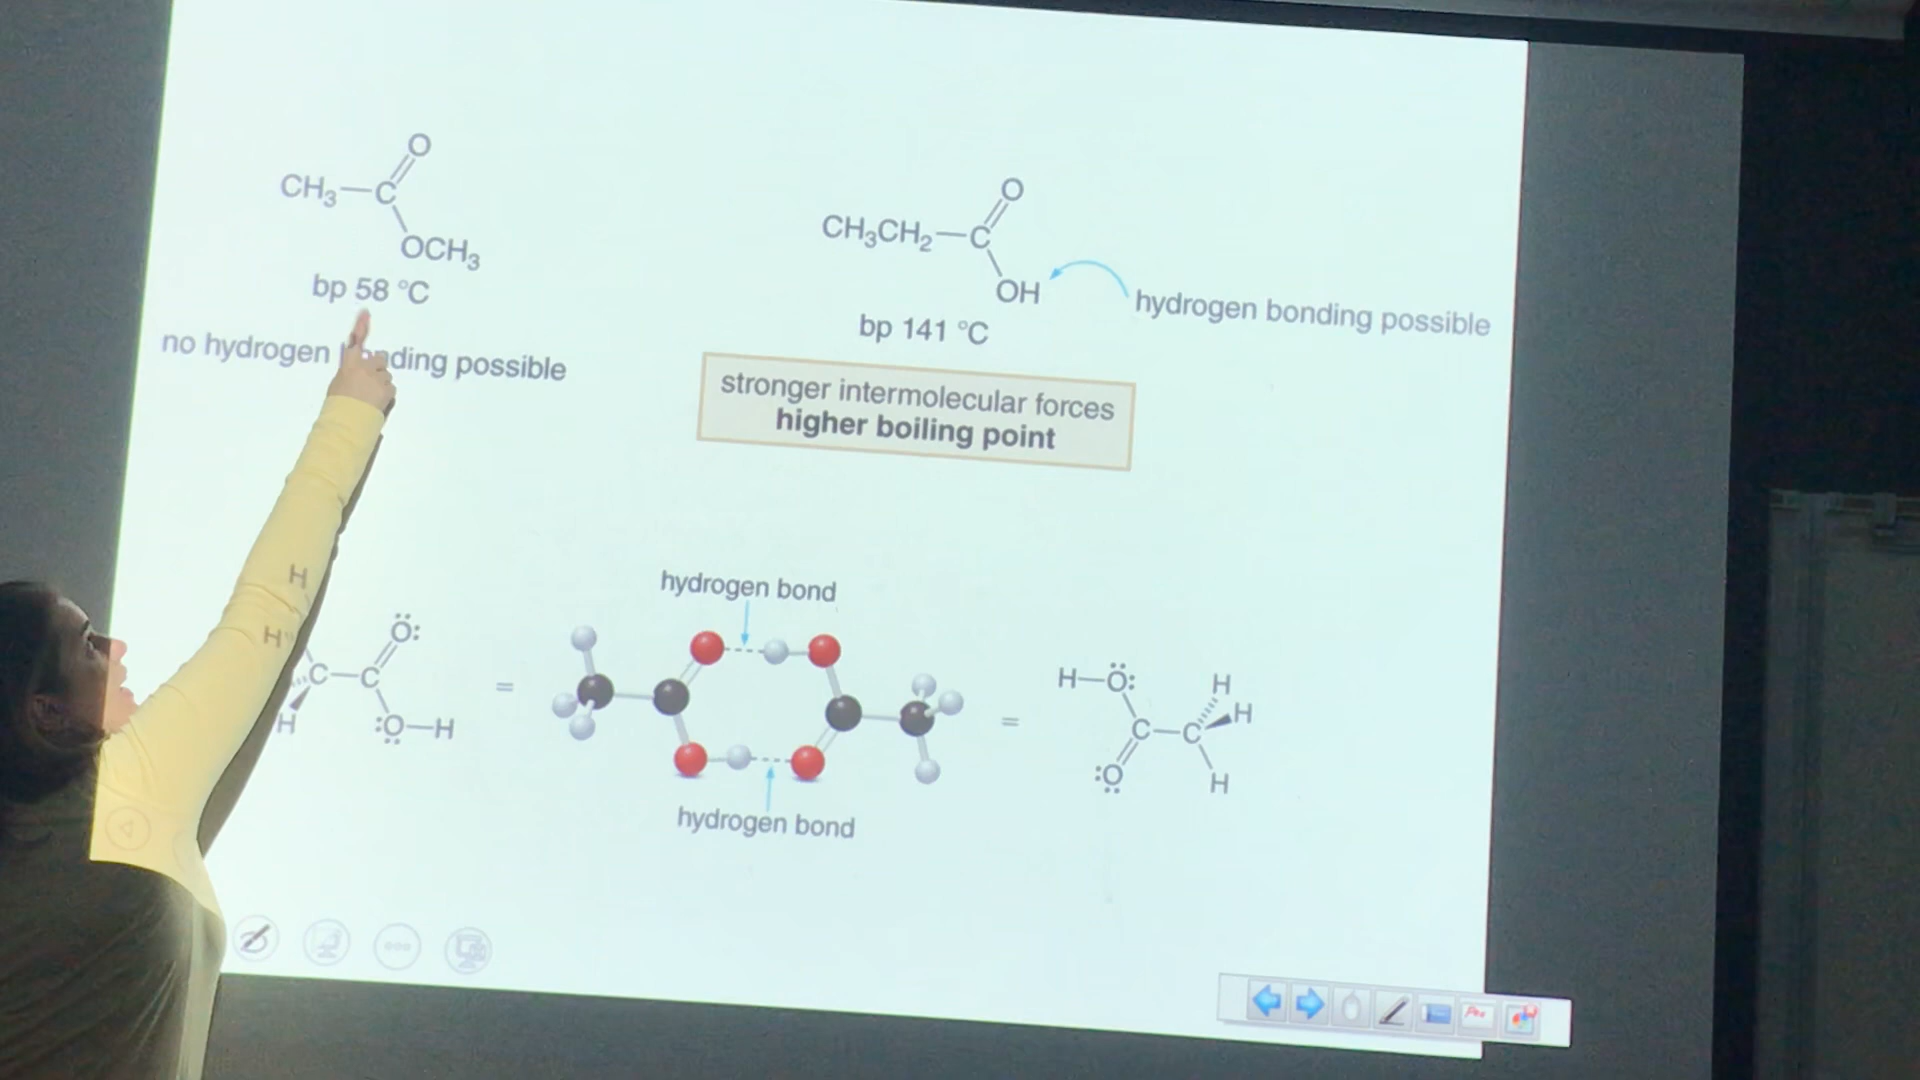 O
CH₃—C
OCH₃
bp 58 °C
no hydrogen bonding possible
O
CH₃CH₂—C
OH
bp 141 °C
hydrogen bonding possible
stronger intermolecular forces
higher boiling point
H
H
C—C
H
Ö:
:Ö—H
=
hydrogen bond
hydrogen bond
=
H—Ö:
C—C
H
H
:O
H